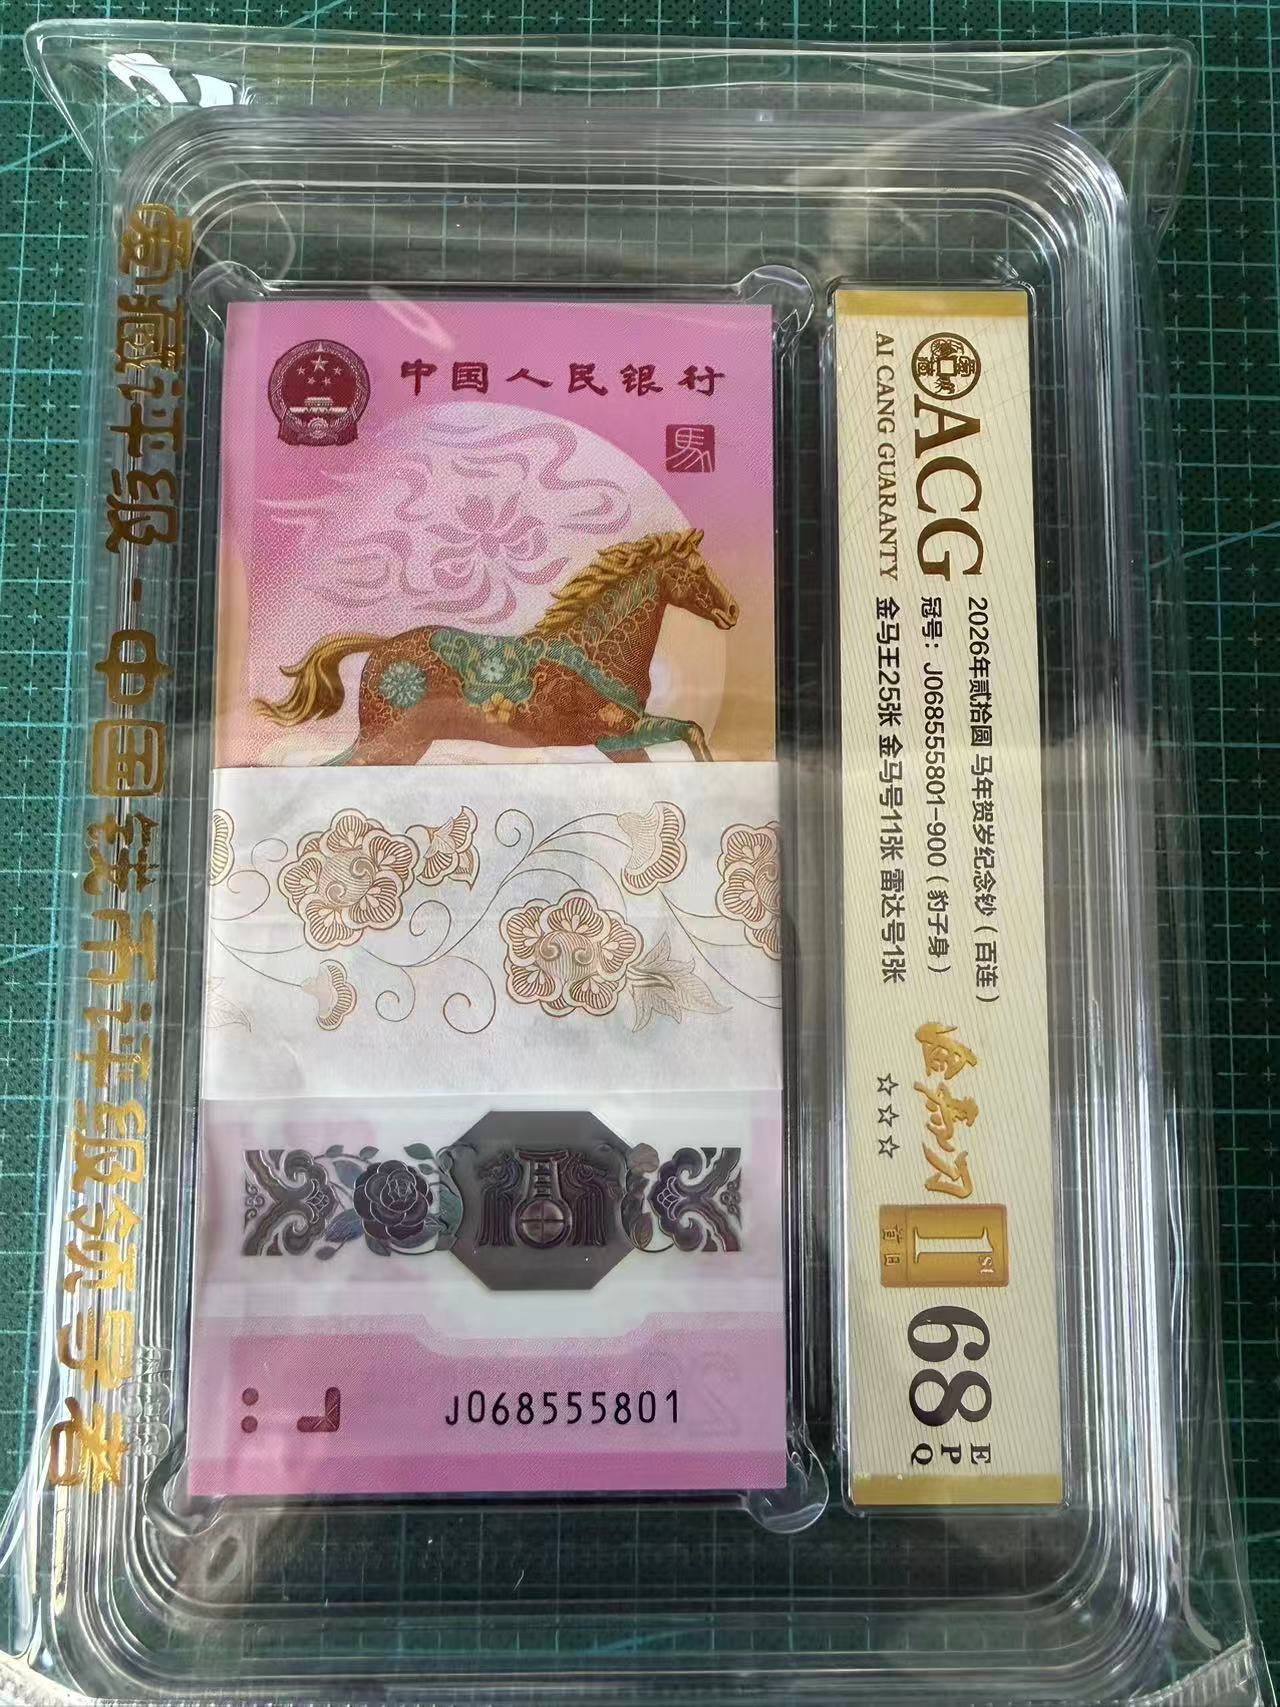 爱藏评级-中国钱币评级领导者
中国人民银行
馬
J068555801
ACG
AI CANG GUARANTY
2026年贰拾圆 马年贺岁纪念钞（百连）
冠号：J068555801-900（豹子身）
金马王25张 金马号11张 雷达号1张
☆☆☆
1st
首日
68
EPQ